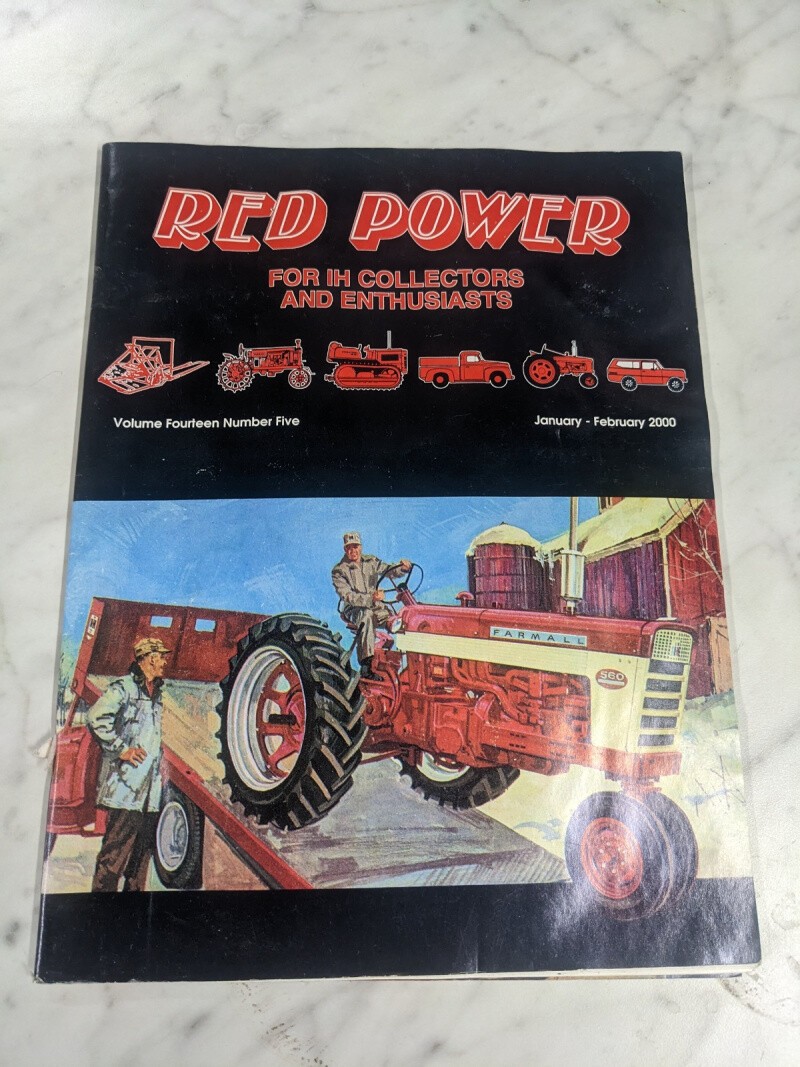 RED POWER
FOR IH COLLECTORS
AND ENTHUSIASTS
Volume Fourteen Number Five
January - February 2000
FARMALL
560